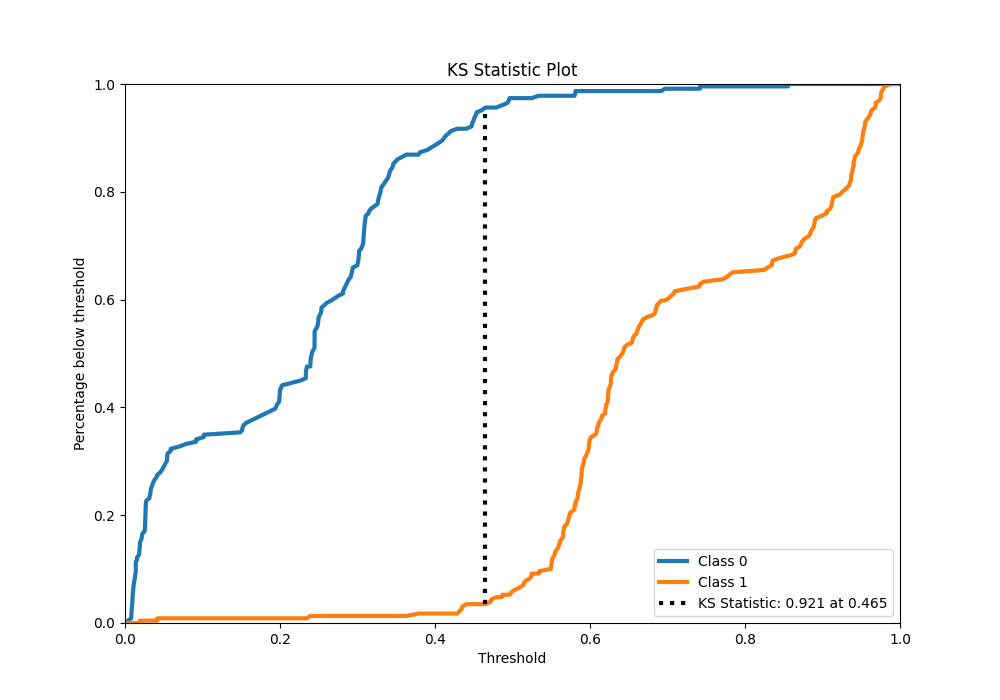 KS Statistic Plot
Percentage below threshold
1.0
0.8
0.6
0.4
0.2
0.0
0.0 0.2 0.4 0.6 0.8 1.0
Threshold
Class 0
Class 1
KS Statistic: 0.921 at 0.465